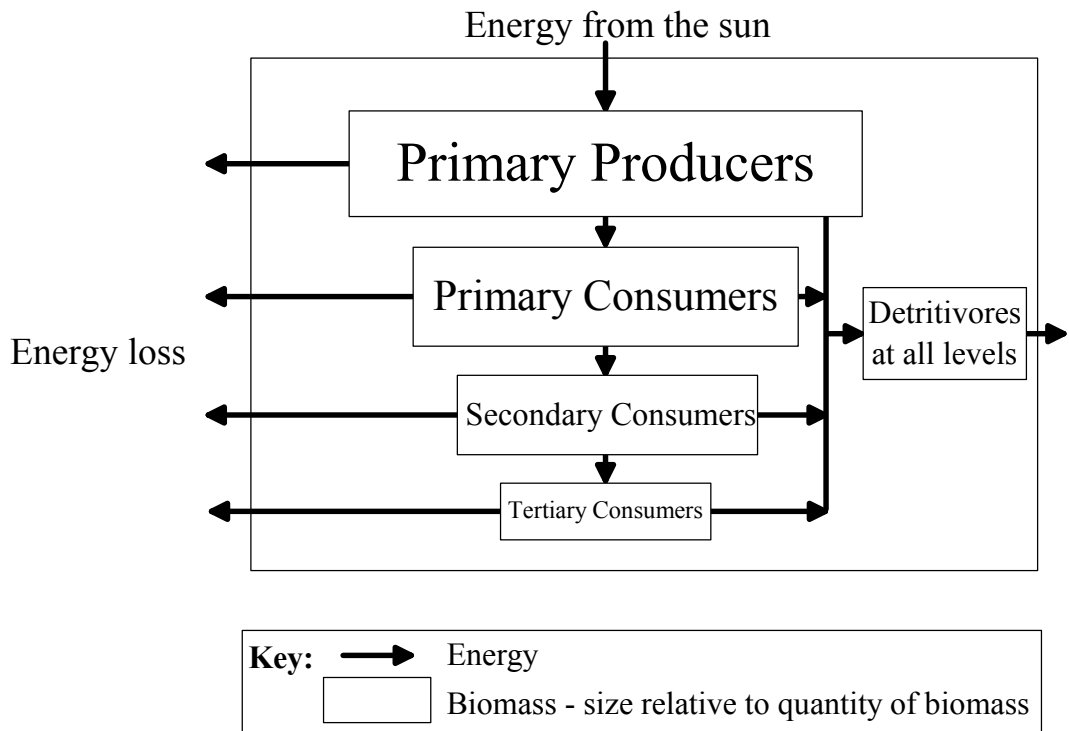 Energy from the sun
Primary Producers
Primary Consumers
Detritivores
at all levels
Energy loss
Secondary Consumers
Tertiary Consumers
Key:
Energy
Biomass - size relative to quantity of biomass